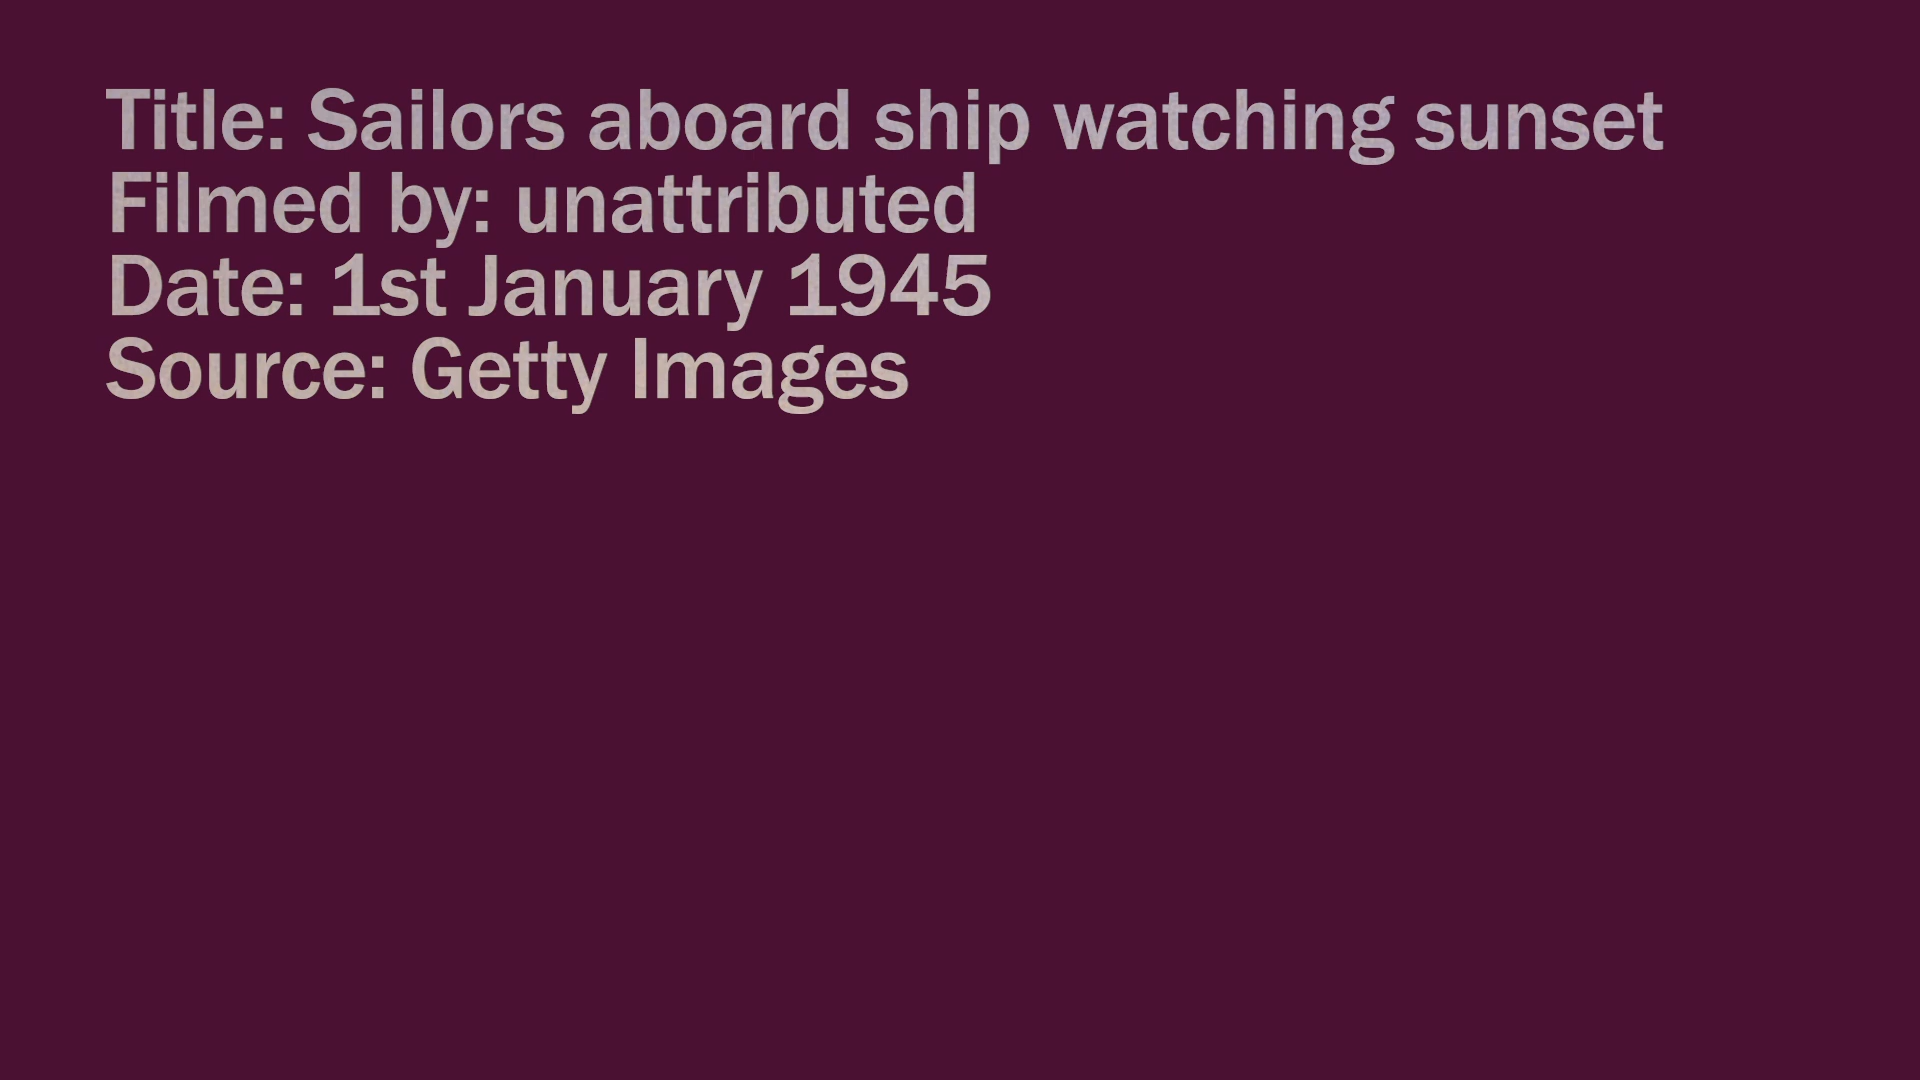 Title: Sailors aboard ship watching sunset
Filmed by: unattributed
Date: 1st January 1945
Source: Getty Images